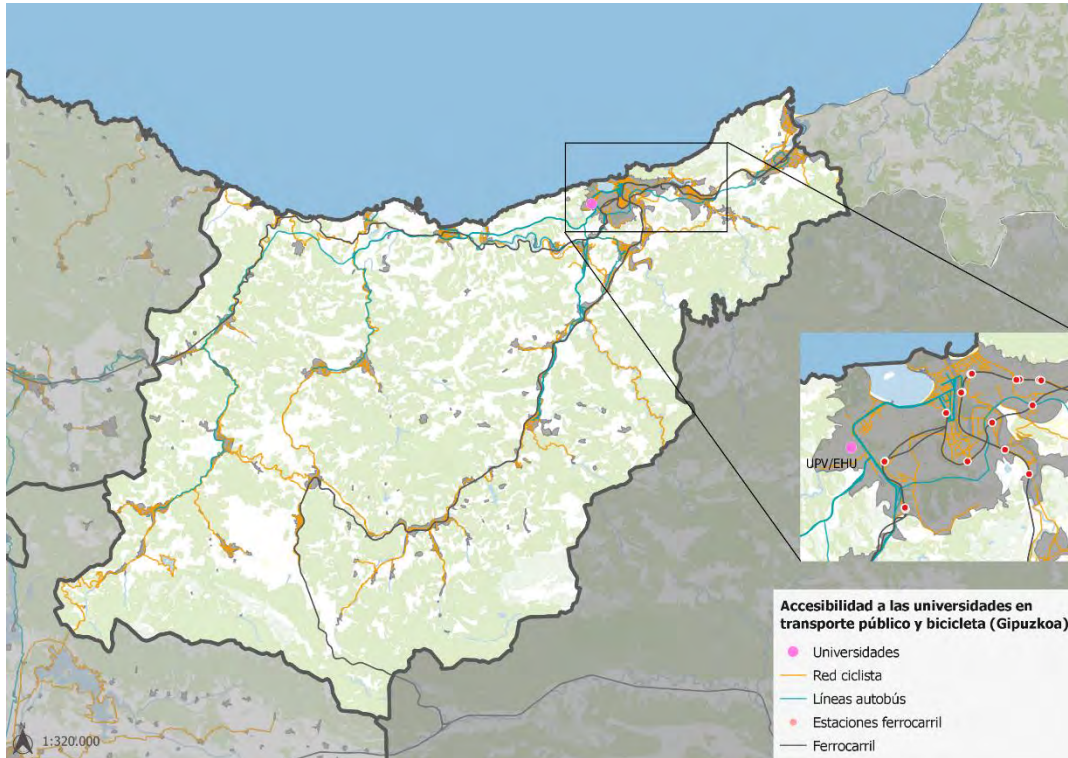 UPV/EHU
Accesibilidad a las universidades en
transporte público y bicicleta (Gipuzkoa)
Universidades
Red ciclista
Líneas autobús
Estaciones ferrocarril
Ferrocarril
1:320.000